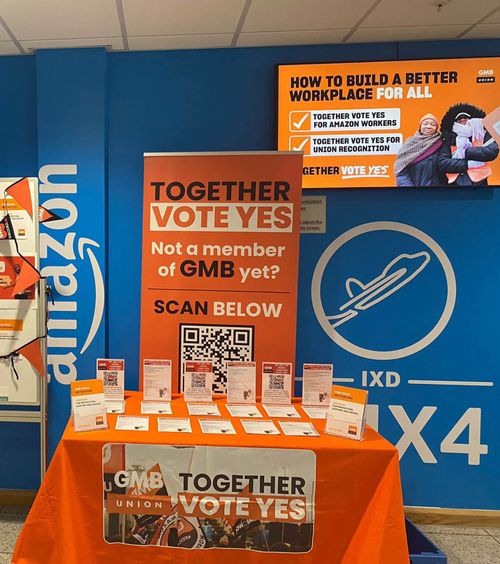 HOW TO BUILD A BETTER
WORKPLACE FOR ALL
GMB
UNION
TOGETHER VOTE YES
FOR AMAZON WORKERS
TOGETHER VOTE YES FOR
UNION RECOGNITION
GETHER VOTE YES
amazon
TOGETHER
VOTE YES
Not a member
of GMB yet?
SCAN BELOW
IXD
X4
GMB
UNION
TOGETHER
VOTE YES